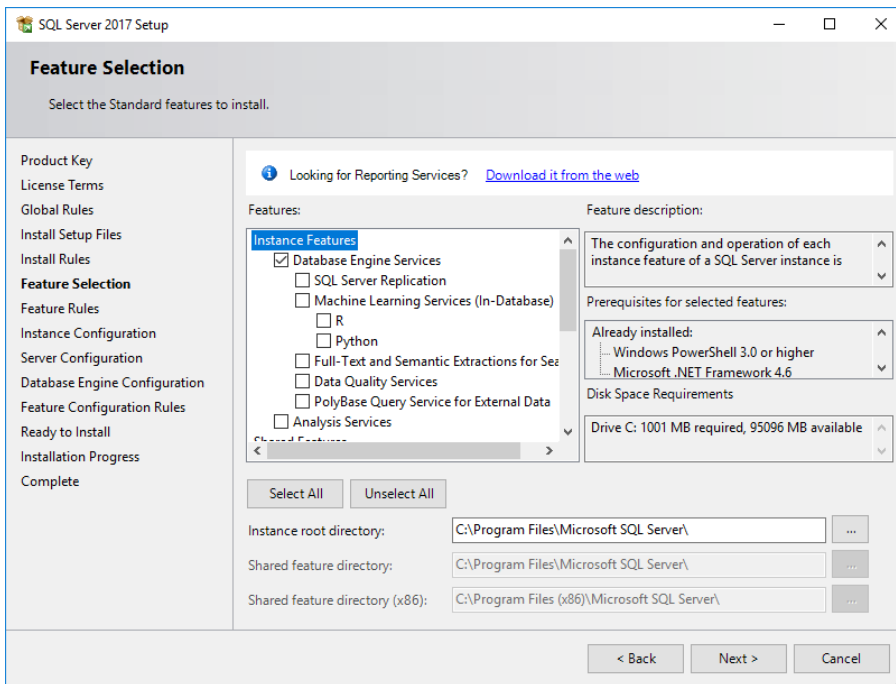 SQL Server 2017 Setup
Feature Selection
Select the Standard features to install.
Product Key
License Terms
Global Rules
Install Setup Files
Install Rules
Feature Selection
Feature Rules
Instance Configuration
Server Configuration
Database Engine Configuration
Feature Configuration Rules
Ready to Install
Installation Progress
Complete
Looking for Reporting Services? Download it from the web
Features:
Instance Features
Database Engine Services
SQL Server Replication
Machine Learning Services (In-Database)
R
Python
Full-Text and Semantic Extractions for Sea
Data Quality Services
PolyBase Query Service for External Data
Analysis Services
Shared Features
Feature description:
The configuration and operation of each
instance feature of a SQL Server instance is
Prerequisites for selected features:
Already installed:
Windows PowerShell 3.0 or higher
Microsoft .NET Framework 4.6
Disk Space Requirements
Drive C: 1001 MB required, 95096 MB available
Select All
Unselect All
Instance root directory: C:\Program Files\Microsoft SQL Server\ ...
Shared feature directory: C:\Program Files\Microsoft SQL Server\ ...
Shared feature directory (x86): C:\Program Files (x86)\Microsoft SQL Server\ ...
< Back
Next >
Cancel